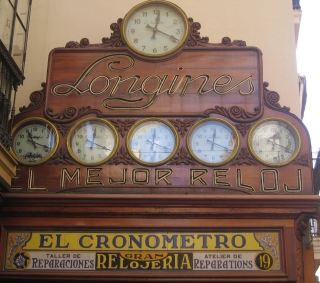 Longines
EL MEJOR RELOJ
EL CRONOMETRO
TALLER DE REPARACIONES
GRAN RELOJERIA
ATELIER DE REPARATIONS
19